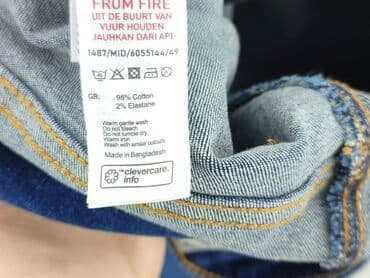 FROM FIRE
UIT DE BUURT VAN
VUUR HOUDEN
JAUHKAN DARI API
1487/MID/6055144/49
GB: 98% Cotton
2% Elastane
Warm gentle wash
Do not bleach
Do not tumble dry
Warm iron
Wash with similar colours
Made in Bangladesh
™clevercare.
info